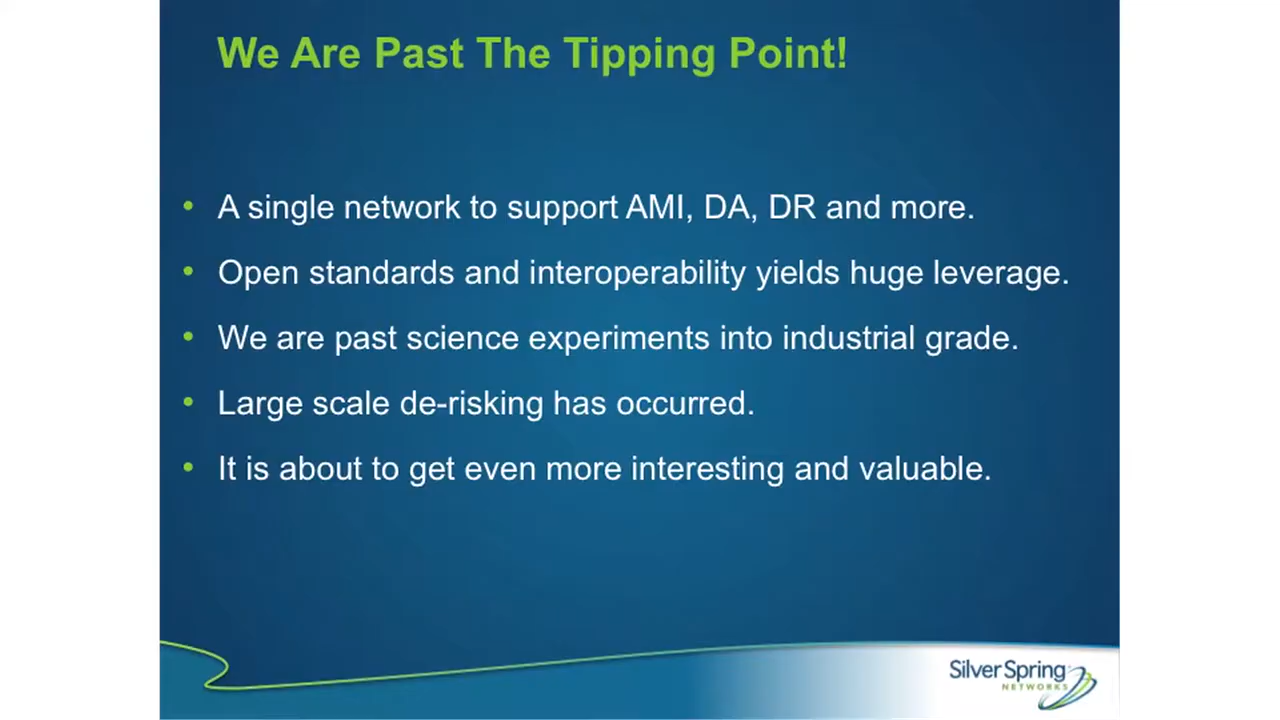 We Are Past The Tipping Point!
• A single network to support AMI, DA, DR and more.
• Open standards and interoperability yields huge leverage.
• We are past science experiments into industrial grade.
• Large scale de-risking has occurred.
• It is about to get even more interesting and valuable.
Silver Spring
NETWORKS